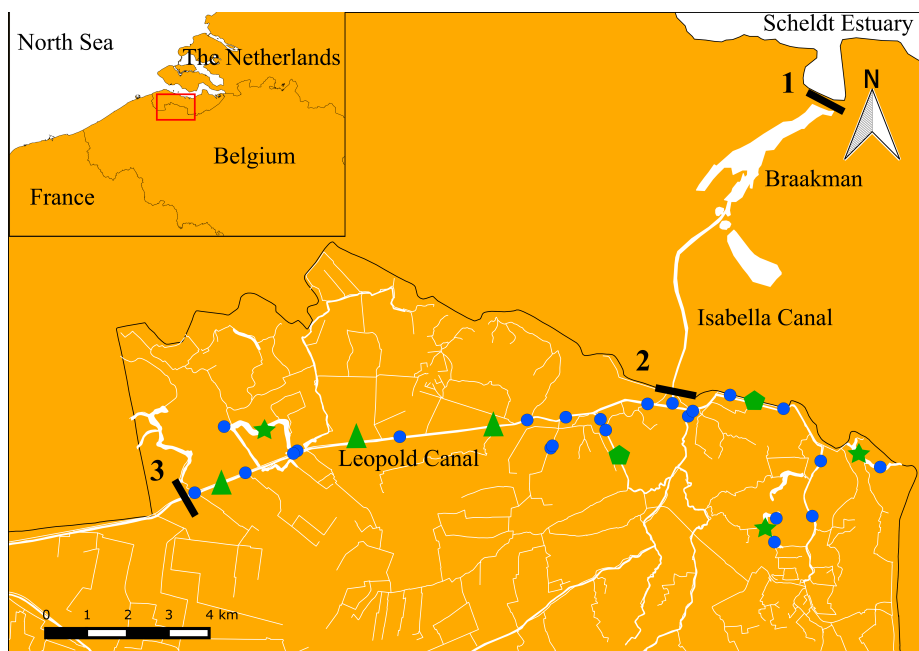 Scheldt Estuary
North Sea
The Netherlands
1
N
Belgium
Braakman
France
Isabella Canal
2
Leopold Canal
3
0 1 2 3 4 km